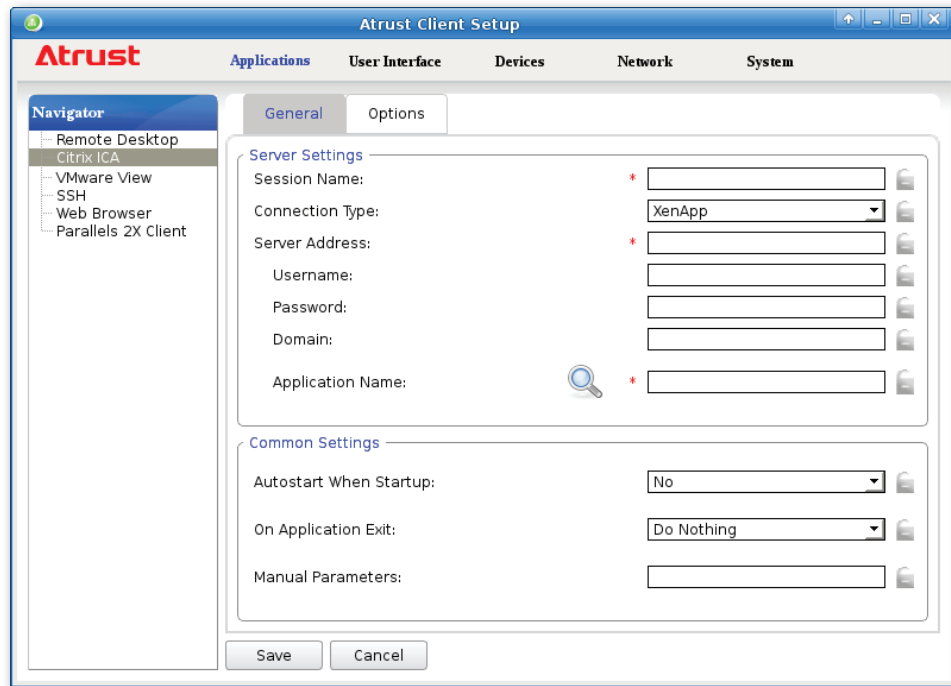 Atrust Client Setup
Atrust
Applications User Interface Devices Network System
Navigator
Remote Desktop
Citrix ICA
VMware View
SSH
Web Browser
Parallels 2X Client
General Options
Server Settings
Session Name: *
Connection Type: XenApp
Server Address: *
Username:
Password:
Domain:
Application Name: *
Common Settings
Autostart When Startup: No
On Application Exit: Do Nothing
Manual Parameters:
Save Cancel